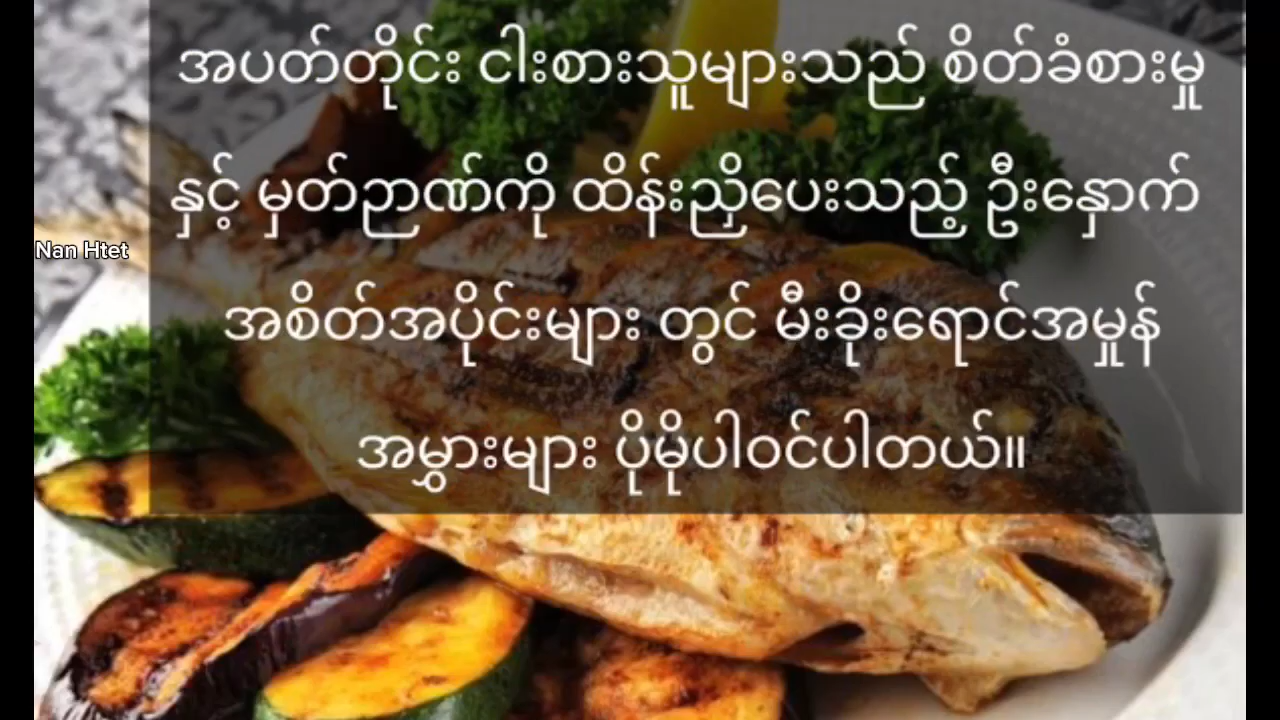 အပတ်တိုင်း ငါးစားသူများသည် စိတ်ခံစားမှု
နှင့် မှတ်ဉာဏ်ကို ထိန်းညှိပေးသည့် ဦးနှောက်
Nan Htet
အစိတ်အပိုင်းများ တွင် မီးခိုးရောင်အမှုန်
အမွှားများ ပိုမိုပါဝင်ပါတယ်။